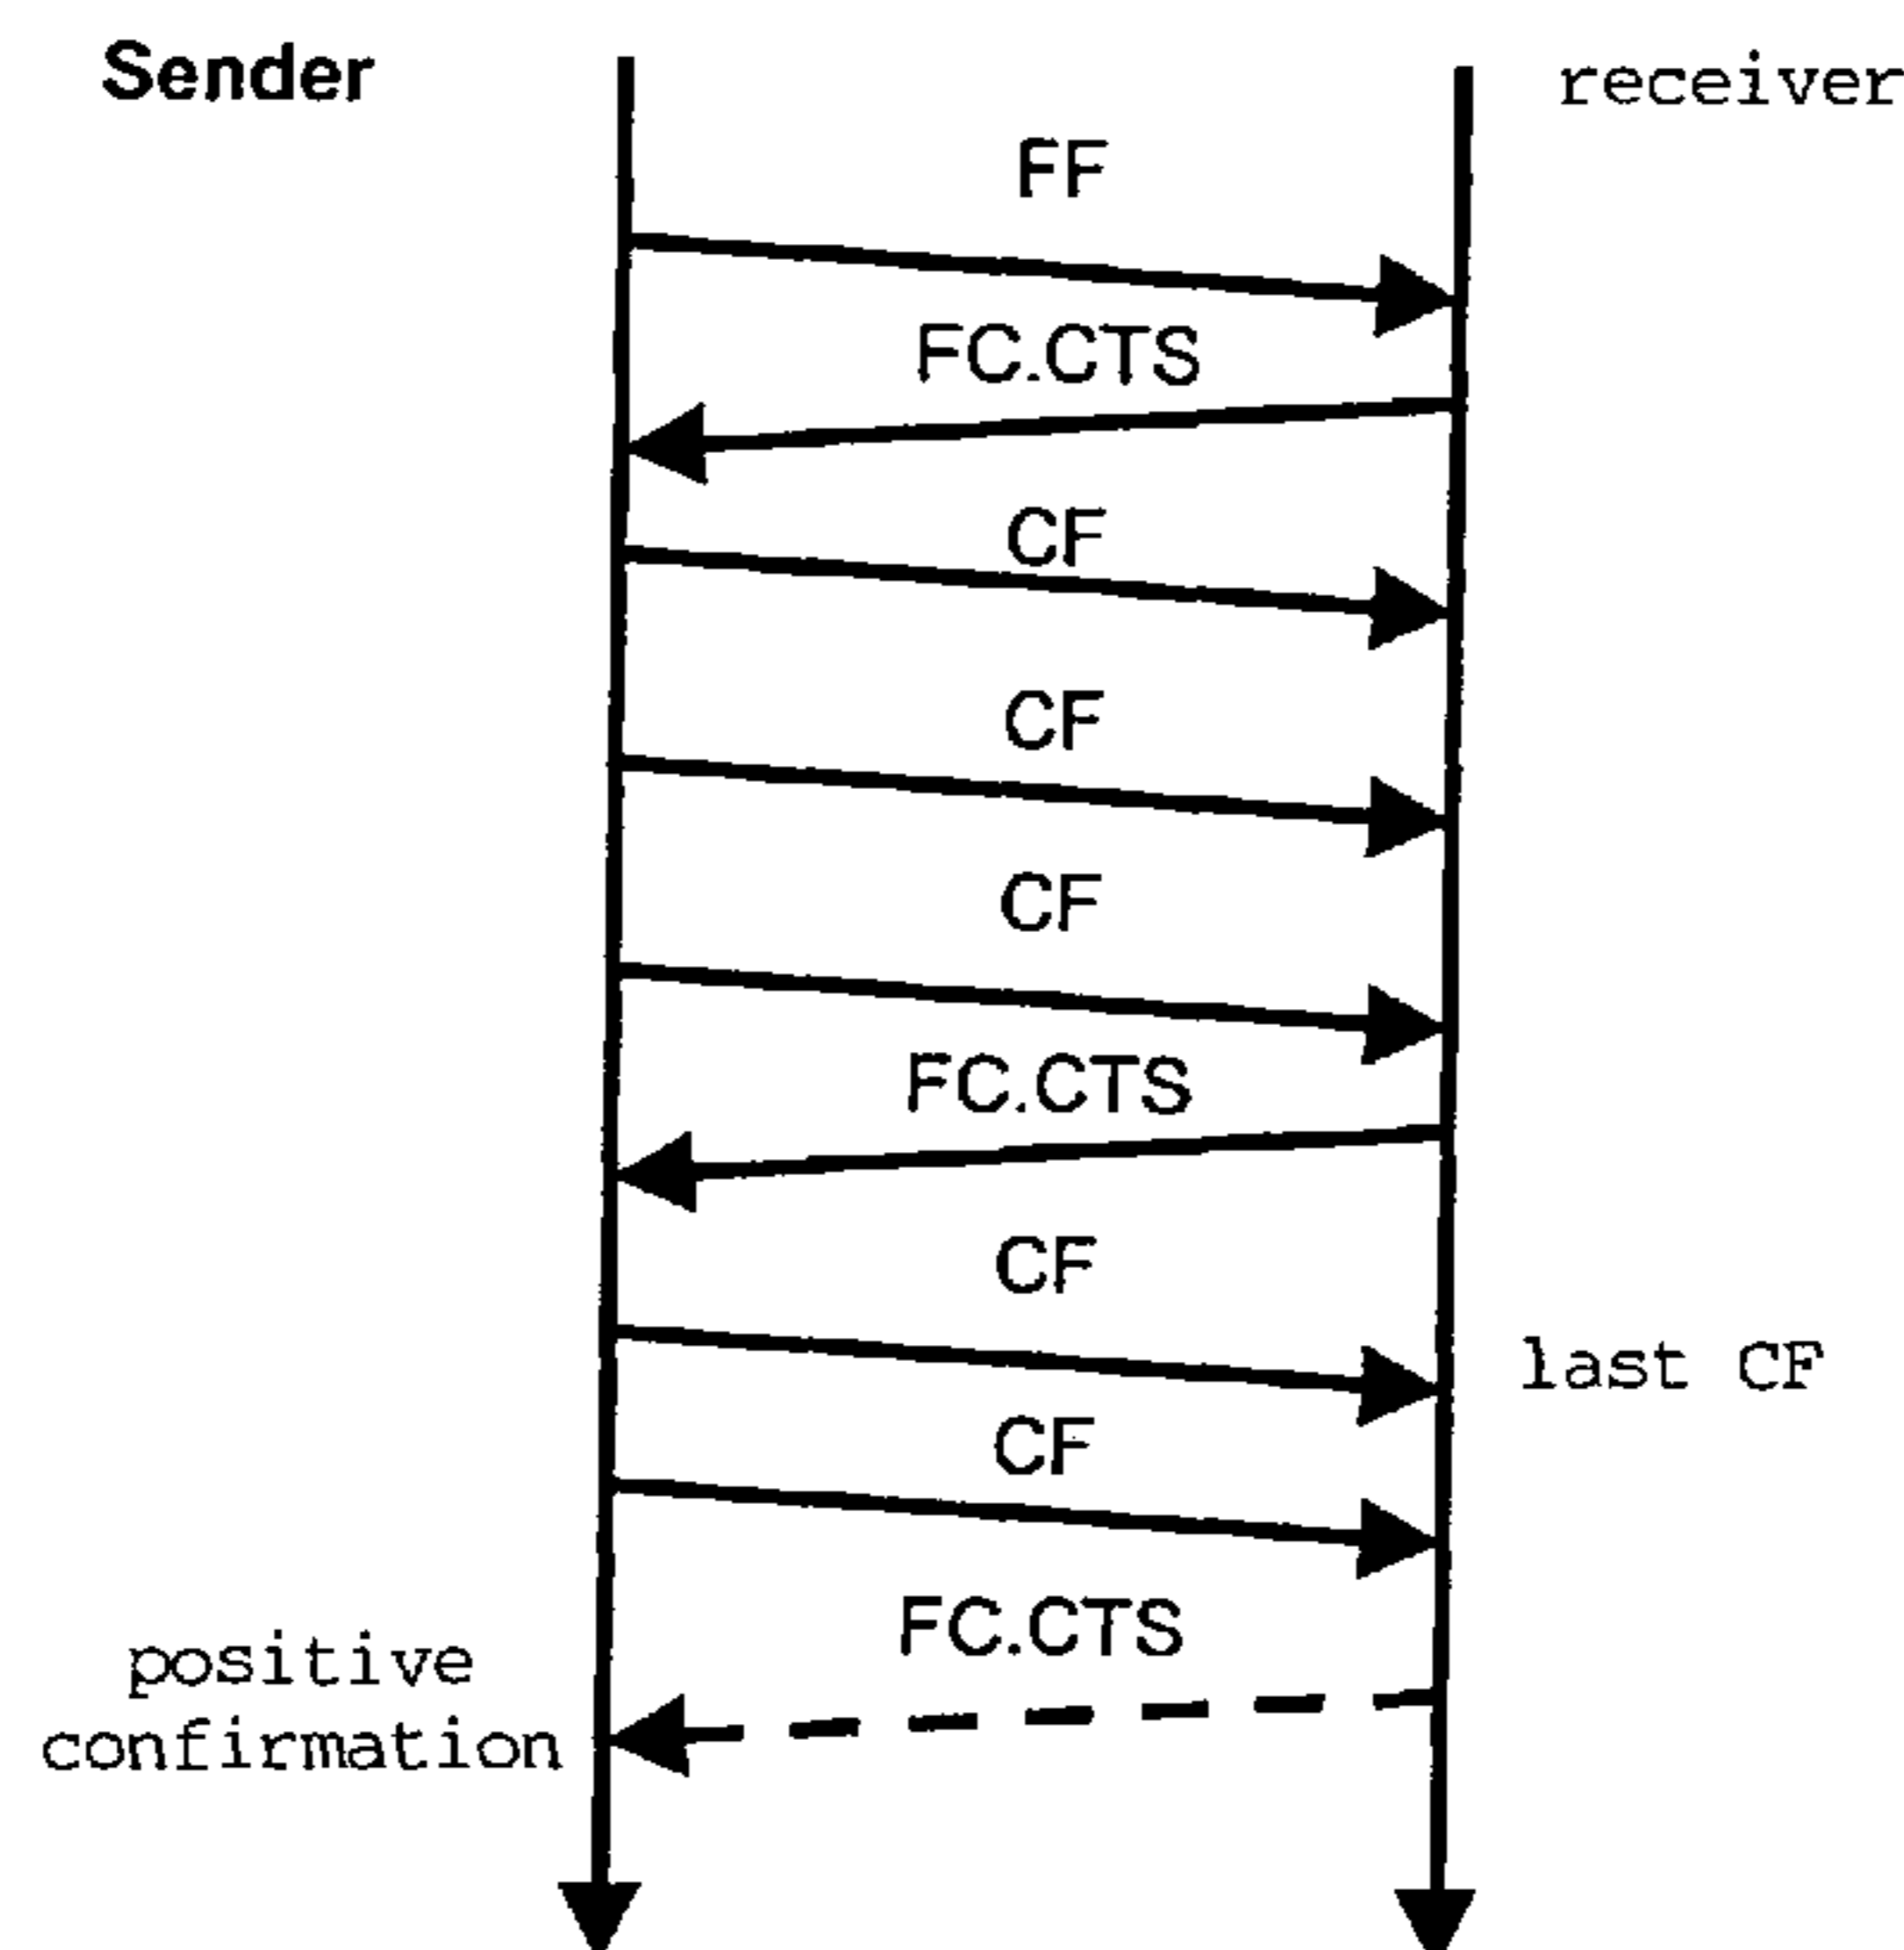 Sender
receiver
FF
FC.CTS
CF
CF
CF
FC.CTS
CF
last CF
CF
FC.CTS
positive
confirmation